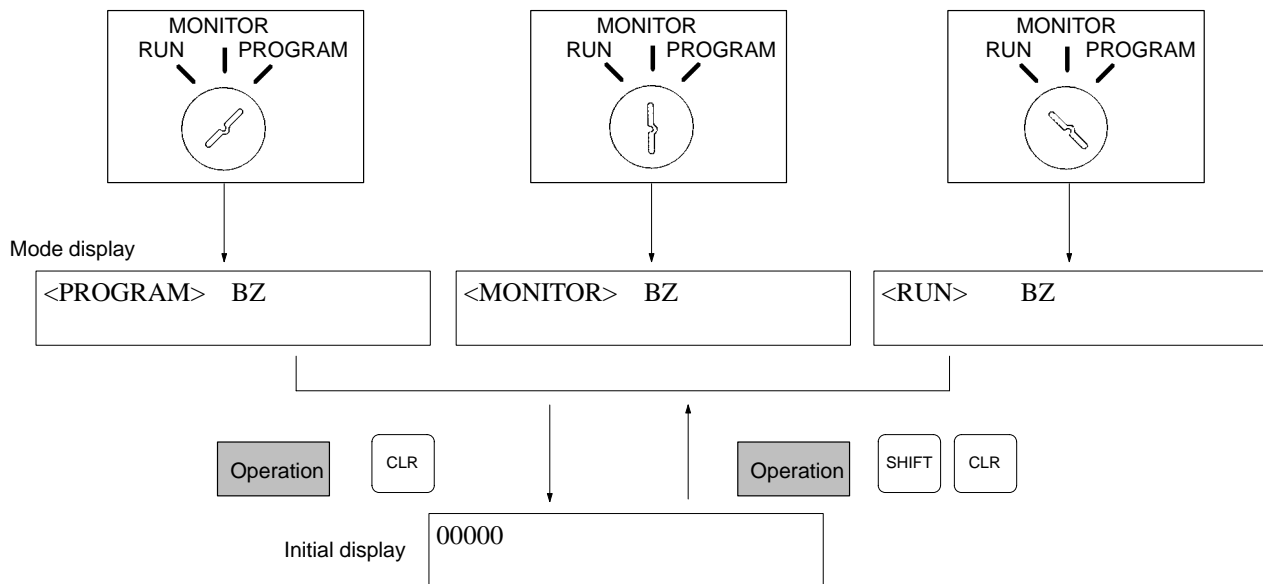 MONITOR
RUN PROGRAM
MONITOR
RUN PROGRAM
MONITOR
RUN PROGRAM
Mode display
<PROGRAM> BZ
<MONITOR> BZ
<RUN> BZ
Operation
CLR
Operation
SHIFT
CLR
Initial display
00000